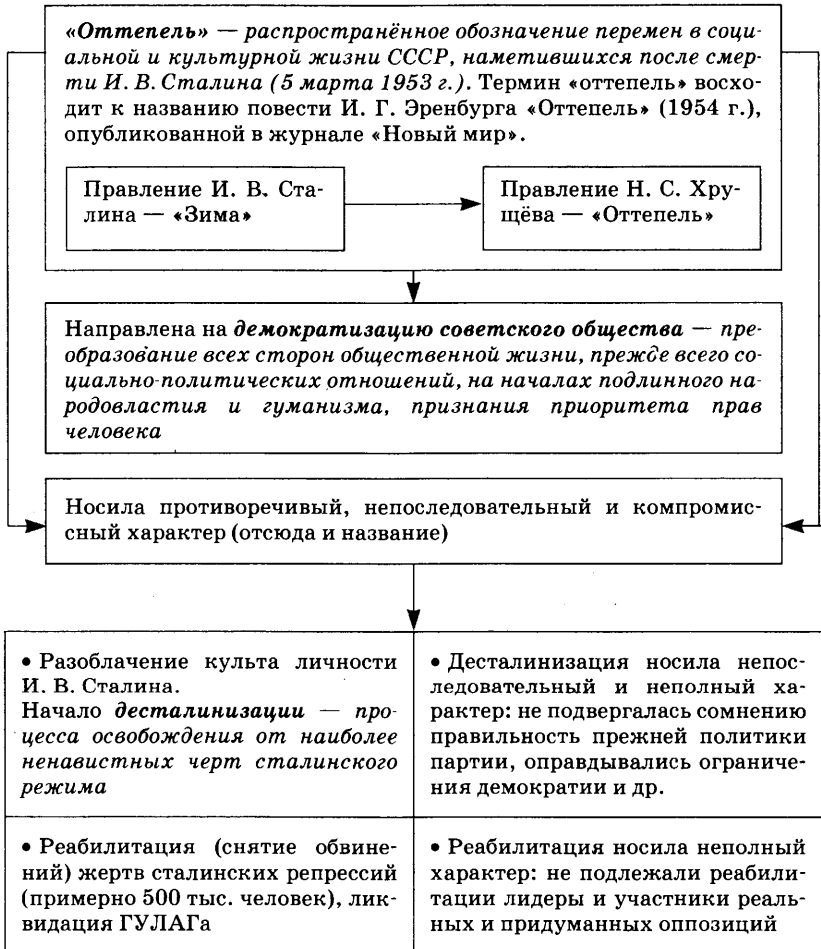 «Оттепель» — распространённое обозначение перемен в соци-
альной и культурной жизни СССР, наметившихся после смер-
ти И. В. Сталина (5 марта 1953 г.). Термин «оттепель» восхо-
дит к названию повести И. Г. Эренбурга «Оттепель» (1954 г.),
опубликованной в журнале «Новый мир».
Правление И. В. Ста-
лина — «Зима»
Правление Н. С. Хру-
щёва — «Оттепель»
Направлена на демократизацию советского общества — пре-
образование всех сторон общественной жизни, прежде всего со-
циально-политических отношений, на началах подлинного на-
родовластия и гуманизма, признания приоритета прав
человека
Носила противоречивый, непоследовательный и компромис-
сный характер (отсюда и название)
• Разоблачение культа личности
И. В. Сталина.
Начало десталинизации — про-
цесса освобождения от наиболее
ненавистных черт сталинского
режима
• Десталинизация носила непос-
ледовательный и неполный ха-
рактер: не подвергалась сомнению
правильность прежней политики
партии, оправдывались ограниче-
ния демократии и др.
• Реабилитация (снятие обвине-
ний) жертв сталинских репрессий
(примерно 500 тыс. человек), лик-
видация ГУЛАГа
• Реабилитация носила неполный
характер: не подлежали реабили-
тации лидеры и участники реаль-
ных и придуманных оппозиций